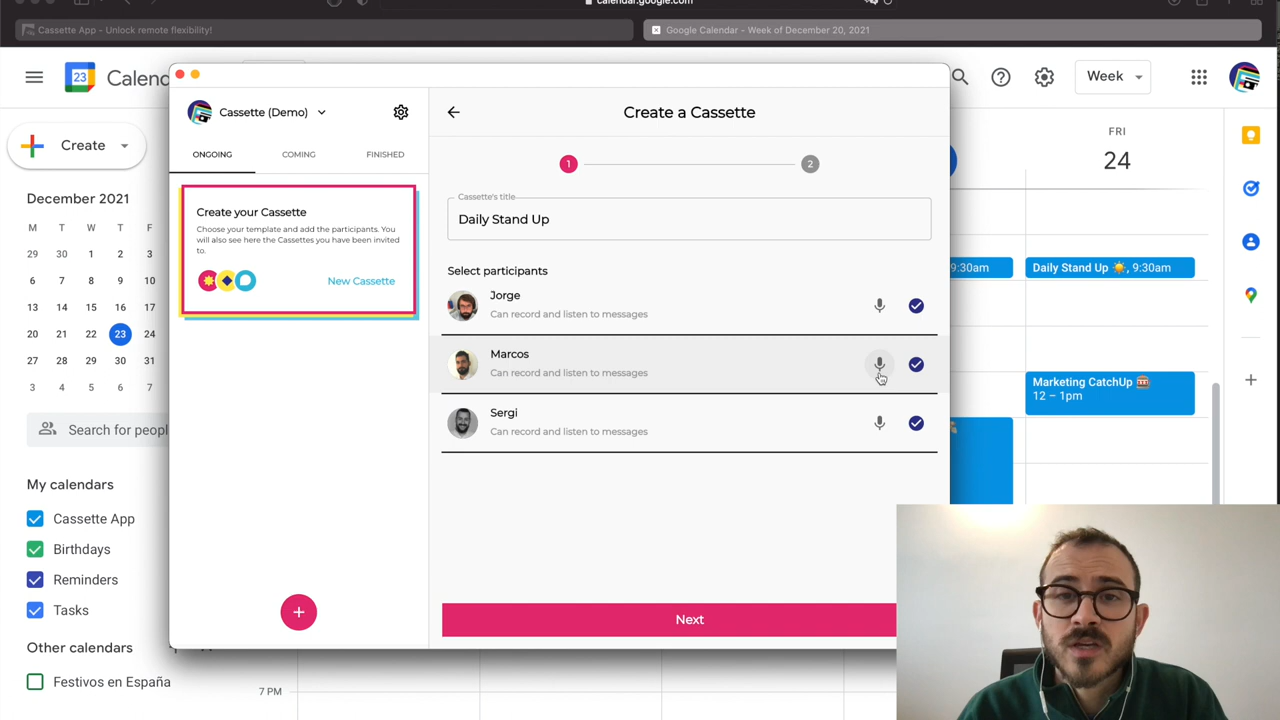 calendar.google.com
Cassette App - Unlock remote flexibility!
Google Calendar - Week of December 20, 2021
23
Calend
Week
Create
December 2021
M T W T F
29 30 1 2 3
6 7 8 9 10
13 14 15 16 17
20 21 22 23 24
27 28 29 30 31
3 4 5 6 7
Search for peopl
My calendars
Cassette App
Birthdays
Reminders
Tasks
Other calendars
Festivos en España
Cassette (Demo)
ONGOING COMING FINISHED
Create your Cassette
Choose your template and add the participants. You
will also see here the Cassettes you have been invited
to.
New Cassette
+
Create a Cassette
1 2
Cassette's title
Daily Stand Up
Select participants
Jorge
Can record and listen to messages
Marcos
Can record and listen to messages
Sergi
Can record and listen to messages
Next
FRI
24
9:30am
Daily Stand Up ☀️, 9:30am
Marketing CatchUp
12 – 1pm
7 PM